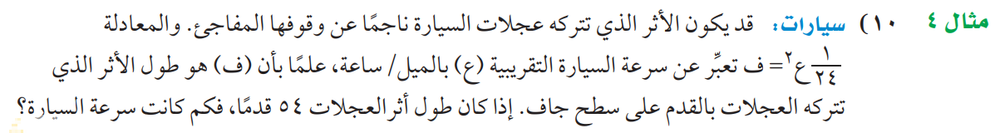 مثال ٤ ١٠) سيارات: قد يكون الأثر الذي تتركه عجلات السيارة ناجمًا عن وقوفها المفاجئ. والمعادلة
١/٢٤ ع٢ = ف تعبِّر عن سرعة السيارة التقريبية (ع) بالميل/ ساعة، علمًا بأن (ف) هو طول الأثر الذي
تتركه العجلات بالقدم على سطح جاف. إذا كان طول أثر العجلات ٥٤ قدمًا، فكم كانت سرعة السيارة؟